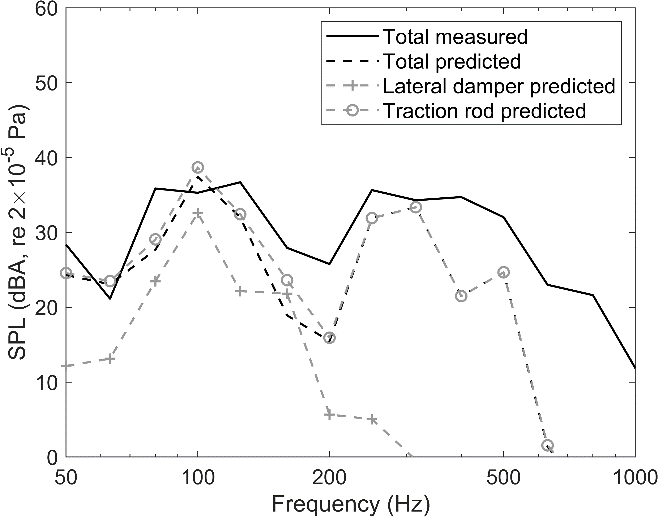 60
50
40
30
20
10
0
SPL (dBA, re 2×10⁻⁵ Pa)
Total measured
Total predicted
Lateral damper predicted
Traction rod predicted
50 100 200 500 1000
Frequency (Hz)